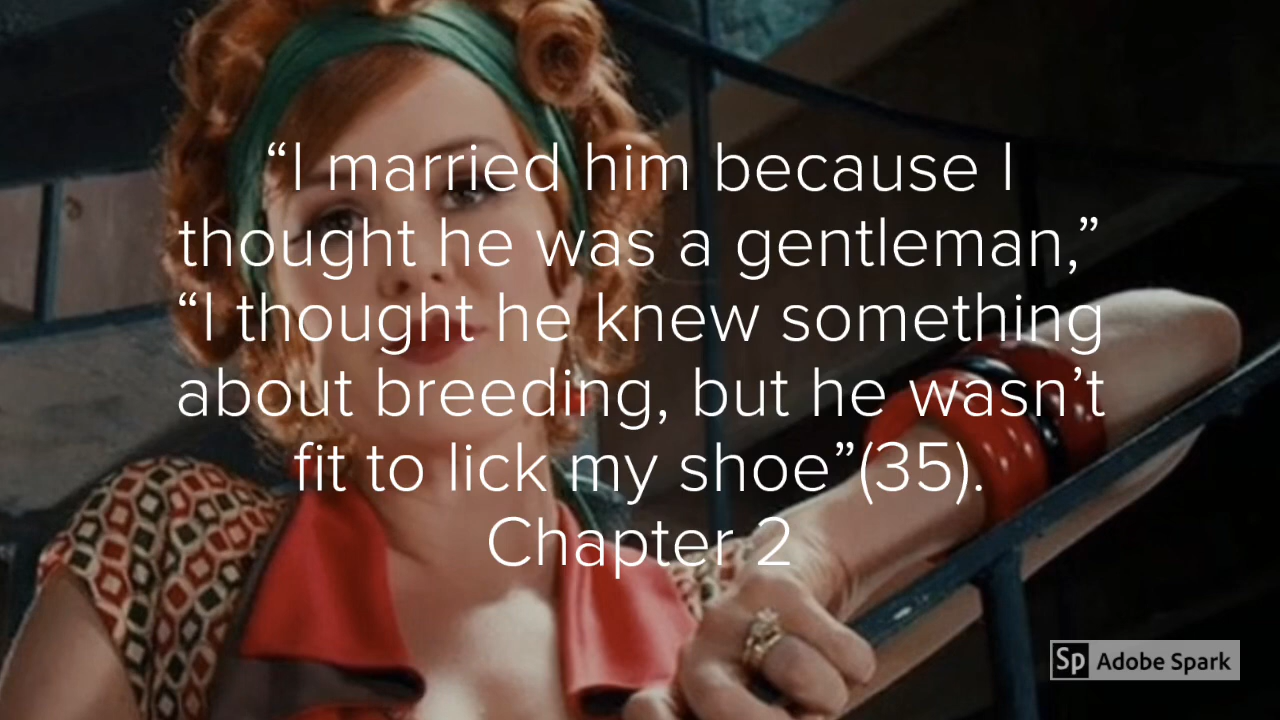 “I married him because I
thought he was a gentleman,”
“I thought he knew something
about breeding, but he wasn’t
fit to lick my shoe”(35).
Chapter 2
Sp Adobe Spark